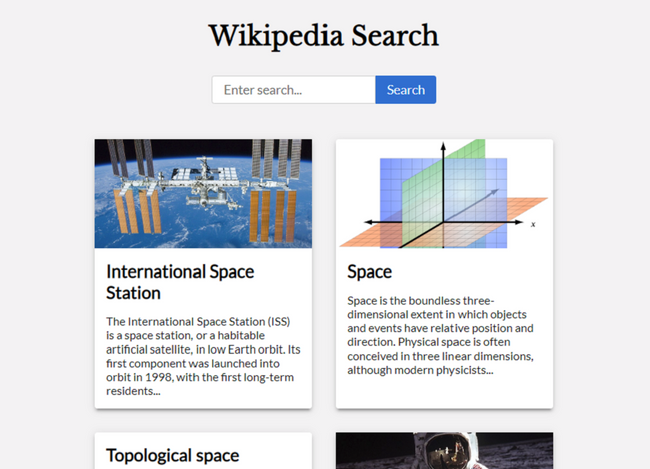 Wikipedia Search
Enter search...
Search
International Space
Station
The International Space Station (ISS)
is a space station, or a habitable
artificial satellite, in low Earth orbit. Its
first component was launched into
orbit in 1998, with the first long-term
residents...
x
Space
Space is the boundless three-
dimensional extent in which objects
and events have relative position and
direction. Physical space is often
conceived in three linear dimensions,
although modern physicists...
Topological space